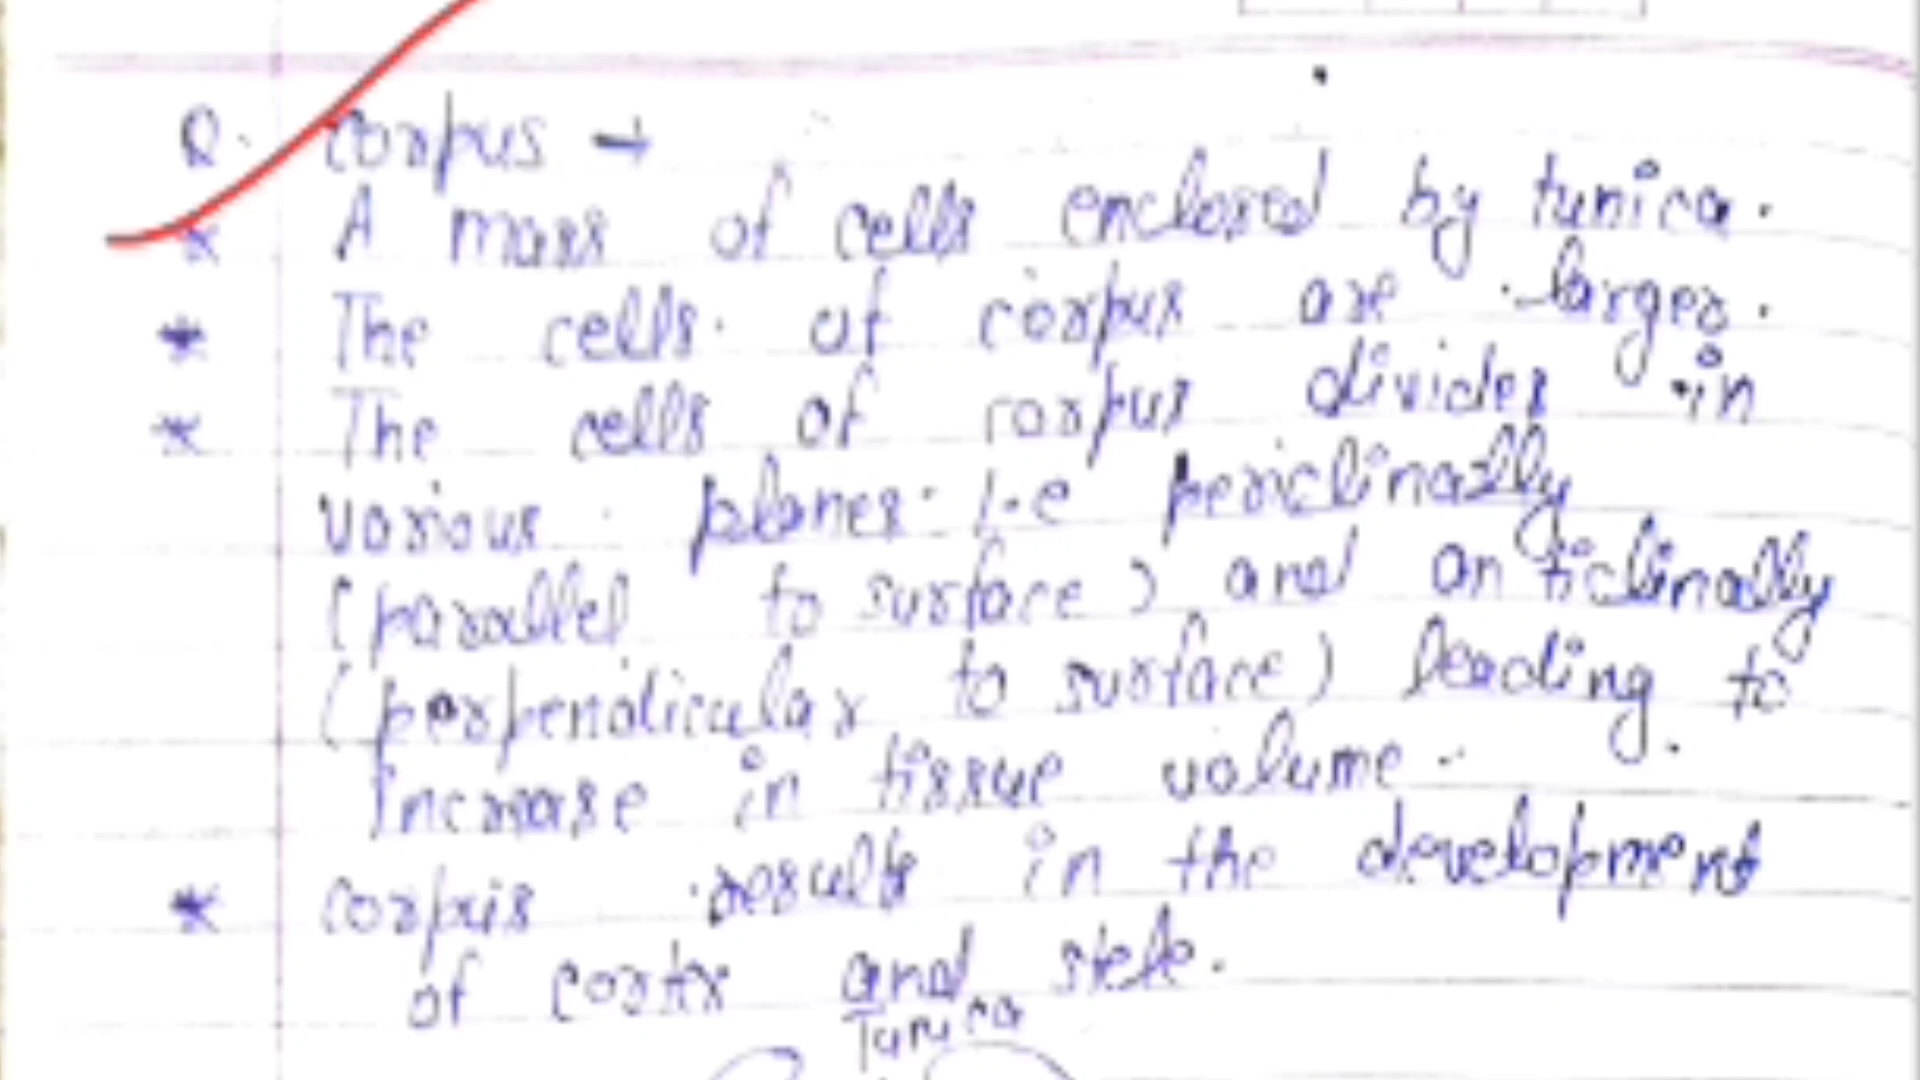 2. Corpus →
* A mass of cells enclosed by tunica.
* The cells of corpus are larger.
* The cells of corpus divides in
various planes i.e periclinally
(parallel to surface) and anticlinally
(perpendicular to surface) leading to
increase in tissue volume.
* corpus results in the development
of cortex and stele.
Tunica